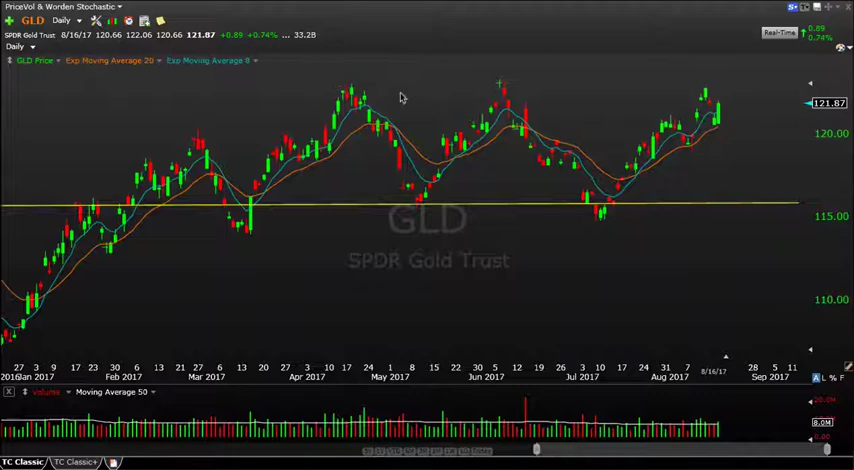 PriceVol & Worden Stochastic
GLD Daily
SPDR Gold Trust 8/16/17 120.66 122.06 120.66 121.87 +0.89 +0.74% ... 33.2B
Real-Time 0.89
0.74%
Daily
GLD Price Exp Moving Average 20 Exp Moving Average 8
121.87
120.00
GLD
115.00
SPDR Gold Trust
110.00
27 3 9 17 23 30 6 13 21 27 6 13 20 27 3 10 17 24 1 8 15 22 30 5 12 19 26 3 10 17 24 31 7 8/16/17 28 5 11
2016 Jan 2017 Feb 2017 Mar 2017 Apr 2017 May 2017 Jun 2017 Jul 2017 Aug 2017 Sep 2017
A L % F
X Volume Moving Average 50
20.0M
8.0M
0.00
TC Classic TC Classic+